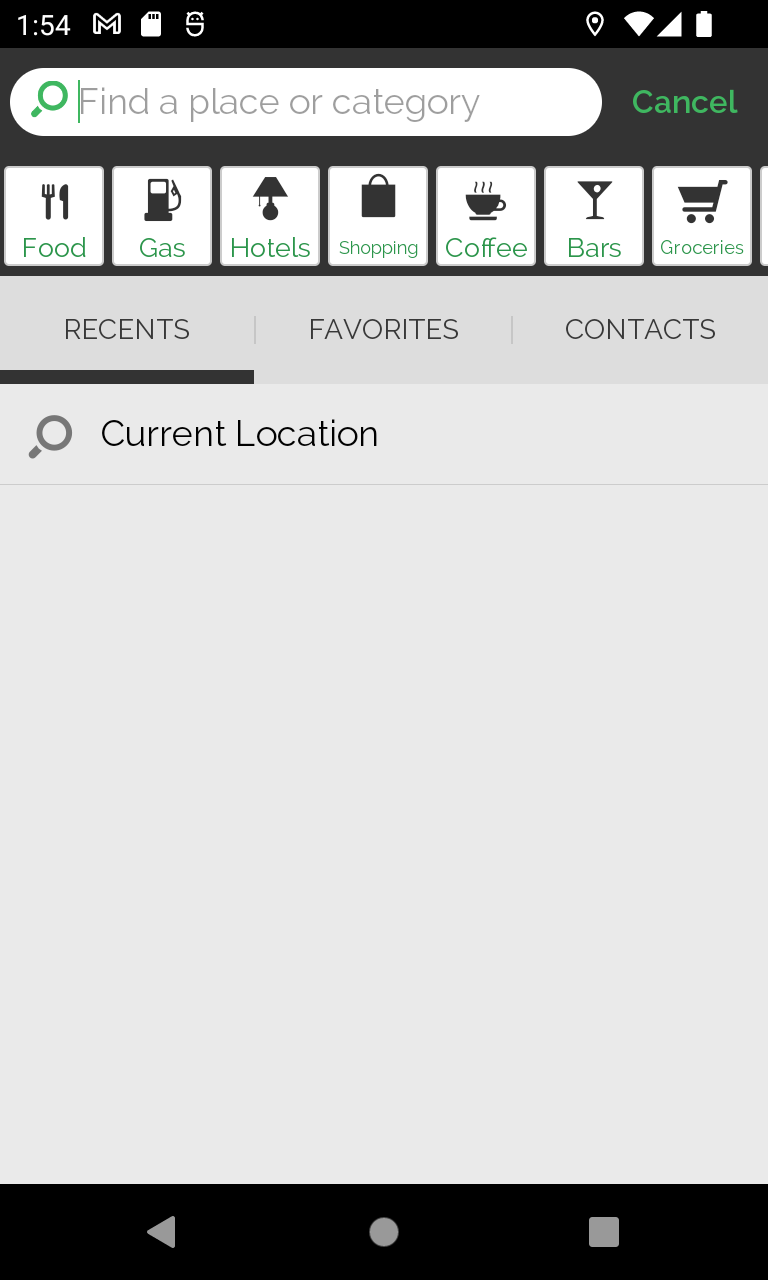 1:54
Find a place or category
Cancel
Food
Gas
Hotels
Shopping
Coffee
Bars
Groceries
RECENTS
FAVORITES
CONTACTS
Current Location